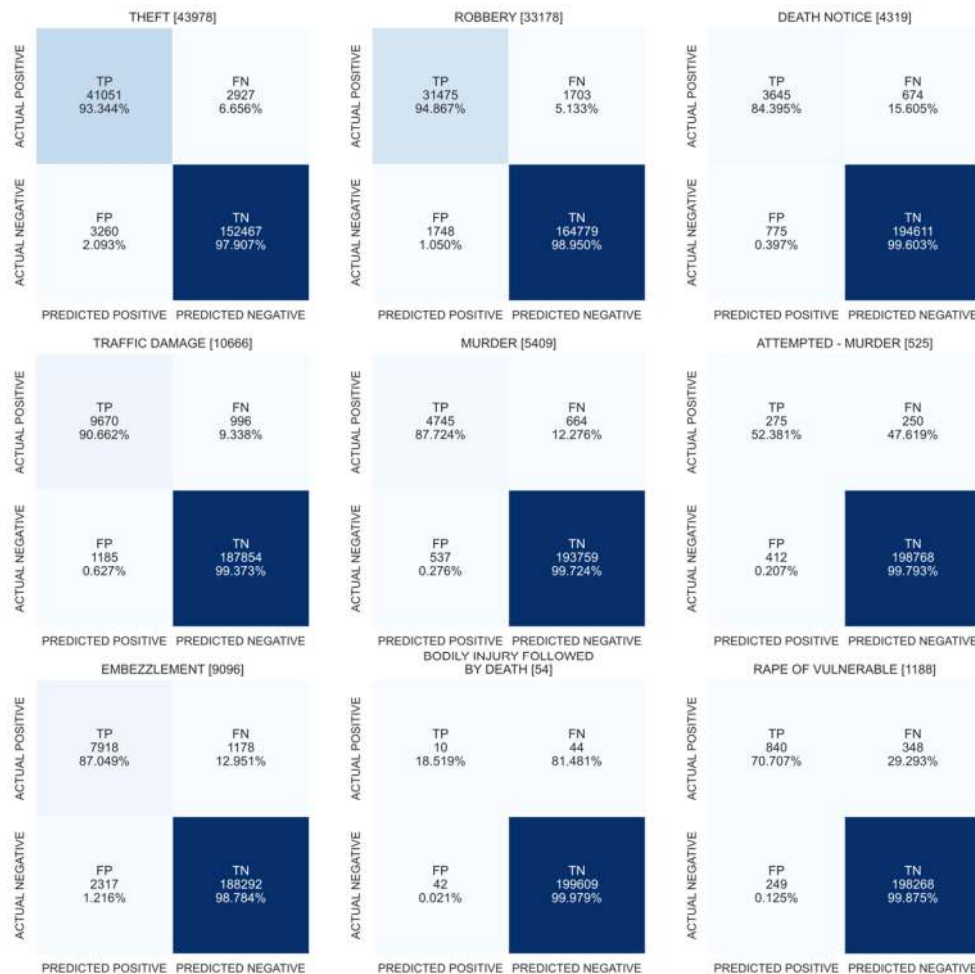 THEFT [43978]
ACTUAL POSITIVE
TP
41051
93.344%
FN
2927
6.656%
ACTUAL NEGATIVE
FP
3260
2.093%
TN
152467
97.907%
PREDICTED POSITIVE PREDICTED NEGATIVE
ROBBERY [33178]
ACTUAL POSITIVE
TP
31475
94.867%
FN
1703
5.133%
ACTUAL NEGATIVE
FP
1748
1.050%
TN
164779
98.950%
PREDICTED POSITIVE PREDICTED NEGATIVE
DEATH NOTICE [4319]
ACTUAL POSITIVE
TP
3645
84.395%
FN
674
15.605%
ACTUAL NEGATIVE
FP
775
0.397%
TN
194611
99.603%
PREDICTED POSITIVE PREDICTED NEGATIVE
TRAFFIC DAMAGE [10666]
ACTUAL POSITIVE
TP
9670
90.662%
FN
996
9.338%
ACTUAL NEGATIVE
FP
1185
0.627%
TN
187854
99.373%
PREDICTED POSITIVE PREDICTED NEGATIVE
MURDER [5409]
ACTUAL POSITIVE
TP
4745
87.724%
FN
664
12.276%
ACTUAL NEGATIVE
FP
537
0.276%
TN
193759
99.724%
PREDICTED POSITIVE PREDICTED NEGATIVE
ATTEMPTED - MURDER [525]
ACTUAL POSITIVE
TP
275
52.381%
FN
250
47.619%
ACTUAL NEGATIVE
FP
412
0.207%
TN
198768
99.793%
PREDICTED POSITIVE PREDICTED NEGATIVE
EMBEZZLEMENT [9096]
ACTUAL POSITIVE
TP
7918
87.049%
FN
1178
12.951%
ACTUAL NEGATIVE
FP
2317
1.216%
TN
188292
98.784%
PREDICTED POSITIVE PREDICTED NEGATIVE
BODILY INJURY FOLLOWED
BY DEATH [54]
ACTUAL POSITIVE
TP
10
18.519%
FN
44
81.481%
ACTUAL NEGATIVE
FP
42
0.021%
TN
199609
99.979%
PREDICTED POSITIVE PREDICTED NEGATIVE
RAPE OF VULNERABLE [1188]
ACTUAL POSITIVE
TP
840
70.707%
FN
348
29.293%
ACTUAL NEGATIVE
FP
249
0.125%
TN
198268
99.875%
PREDICTED POSITIVE PREDICTED NEGATIVE